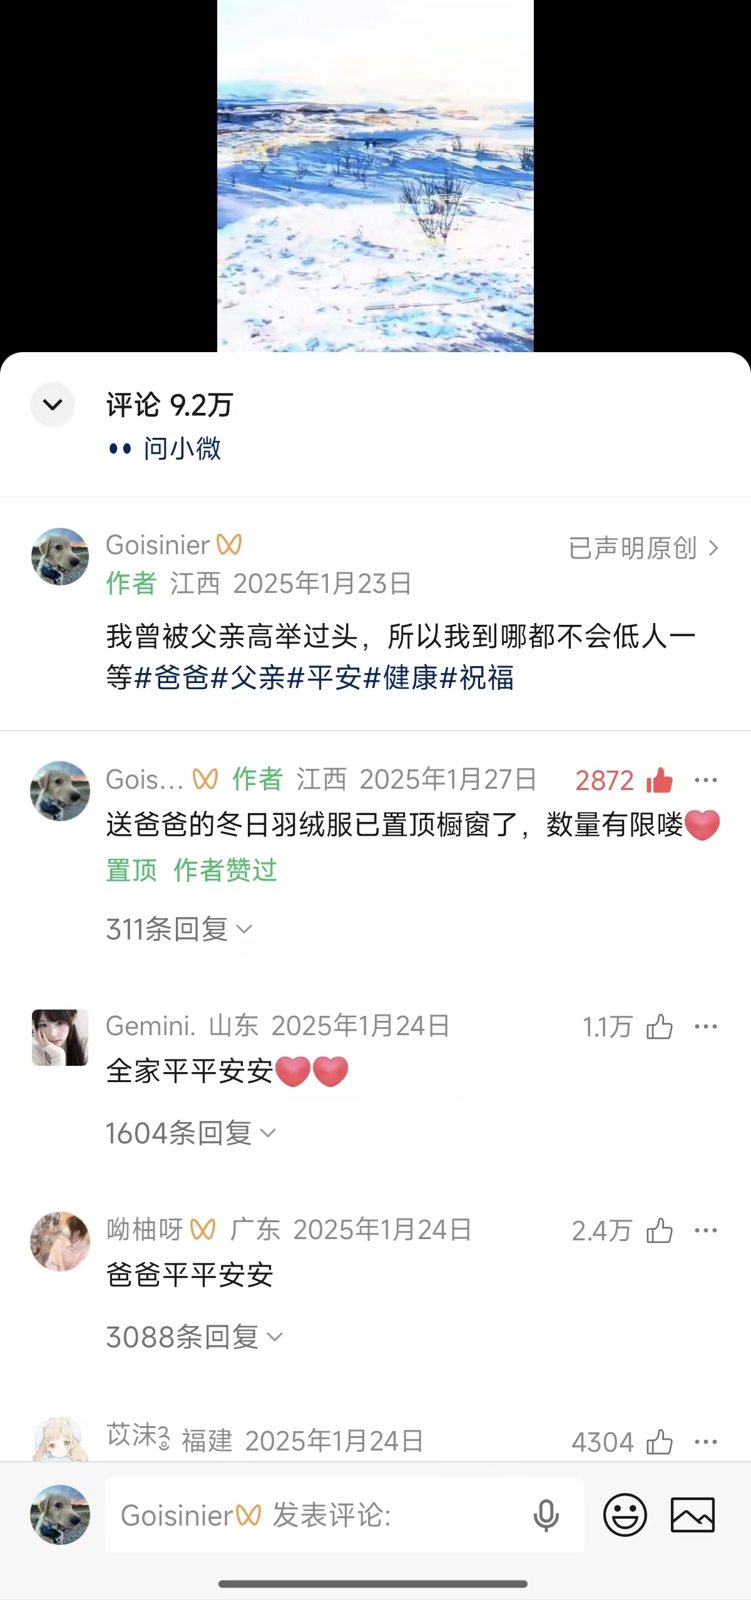 评论 9.2万
问小微
Goisinier
已声明原创
作者 江西 2025年1月23日
我曾被父亲高举过头，所以我到哪都不会低人一
等#爸爸#父亲#平安#健康#祝福
Gois... 作者 江西 2025年1月27日 2872
送爸爸的冬日羽绒服已置顶橱窗了，数量有限喽❤
置顶 作者赞过
311条回复
Gemini. 山东 2025年1月24日 1.1万
全家平平安安❤❤
1604条回复
呦柚呀 广东 2025年1月24日 2.4万
爸爸平平安安
3088条回复
苡沫 福建 2025年1月24日 4304
Goisinier 发表评论: